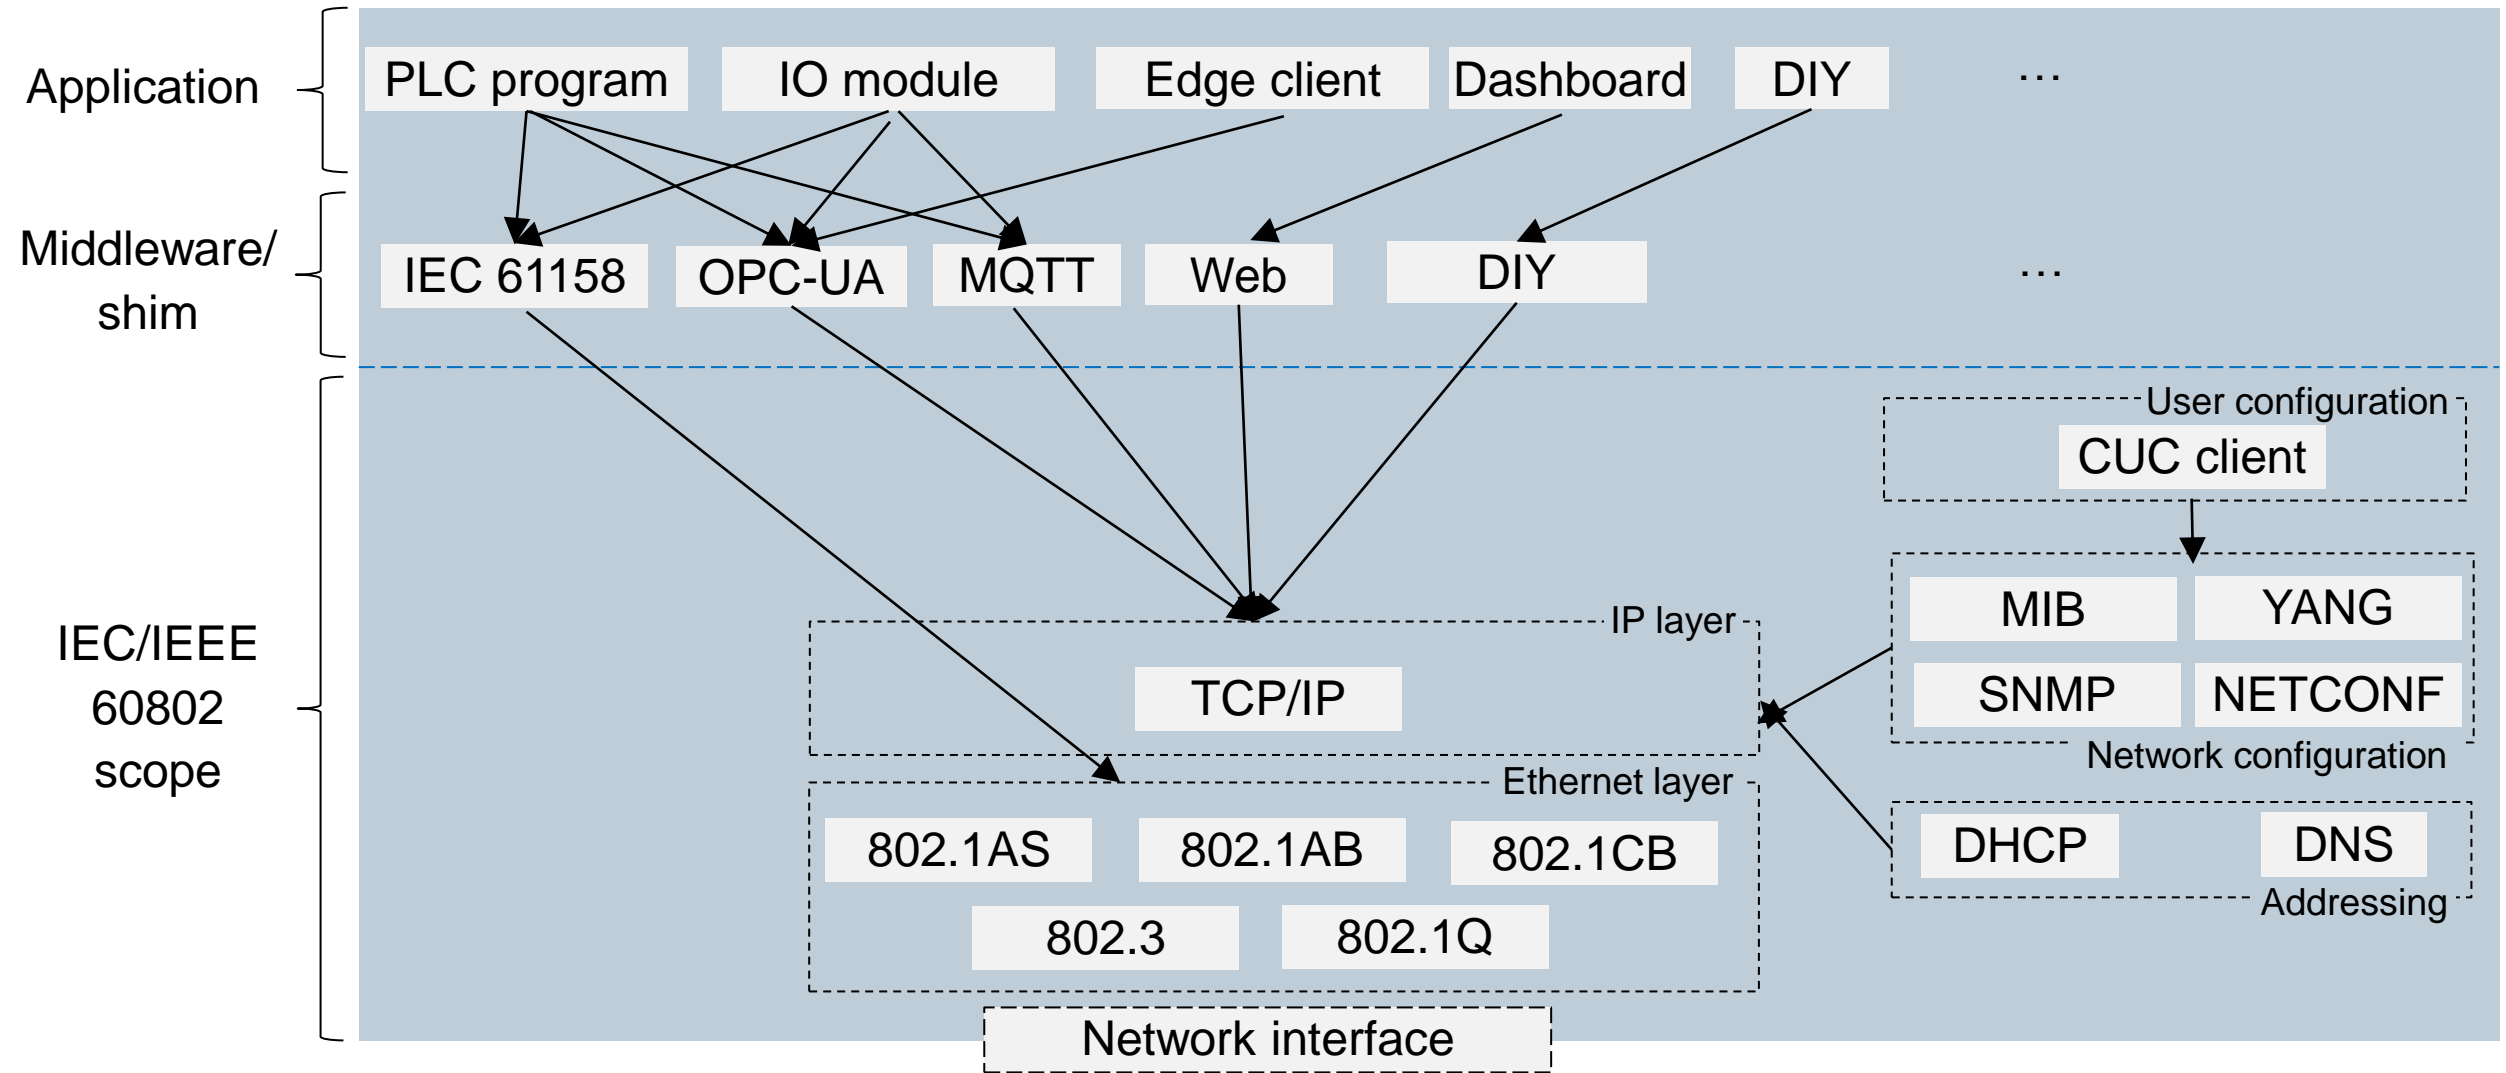 Application
PLC program
IO module
Edge client
Dashboard
DIY
...
Middleware/
shim
IEC 61158
OPC-UA
MQTT
Web
DIY
...
IEC/IEEE
60802
scope
User configuration
CUC client
MIB
YANG
SNMP
NETCONF
Network configuration
IP layer
TCP/IP
Ethernet layer
802.1AS
802.1AB
802.1CB
802.3
802.1Q
DHCP
DNS
Addressing
Network interface